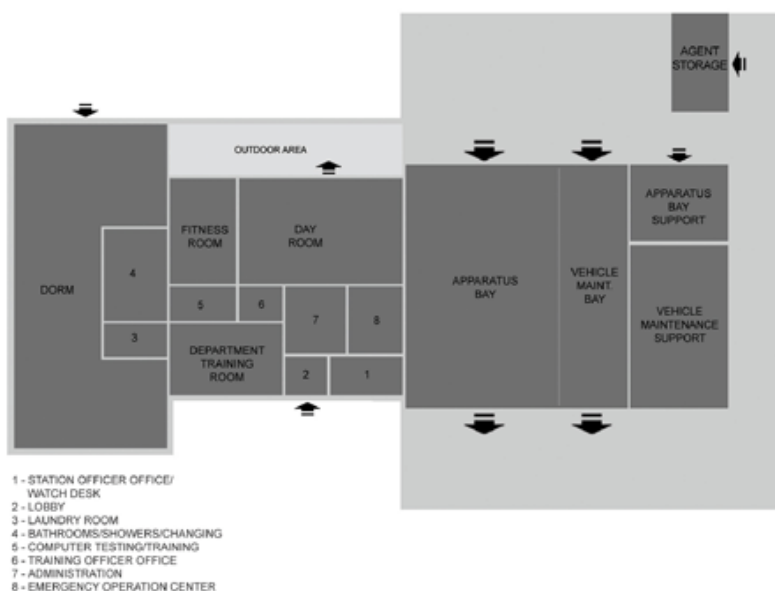 AGENT
STORAGE
OUTDOOR AREA
FITNESS
ROOM
DAY
ROOM
APPARATUS
BAY
SUPPORT
DORM
4
5
6
7
8
3
APPARATUS
BAY
VEHICLE
MAINT.
BAY
VEHICLE
MAINTENANCE
SUPPORT
DEPARTMENT
TRAINING
ROOM
2
1
1 - STATION OFFICER OFFICE/
WATCH DESK
2 - LOBBY
3 - LAUNDRY ROOM
4 - BATHROOMS/SHOWERS/CHANGING
5 - COMPUTER TESTING/TRAINING
6 - TRAINING OFFICER OFFICE
7 - ADMINISTRATION
8 - EMERGENCY OPERATION CENTER